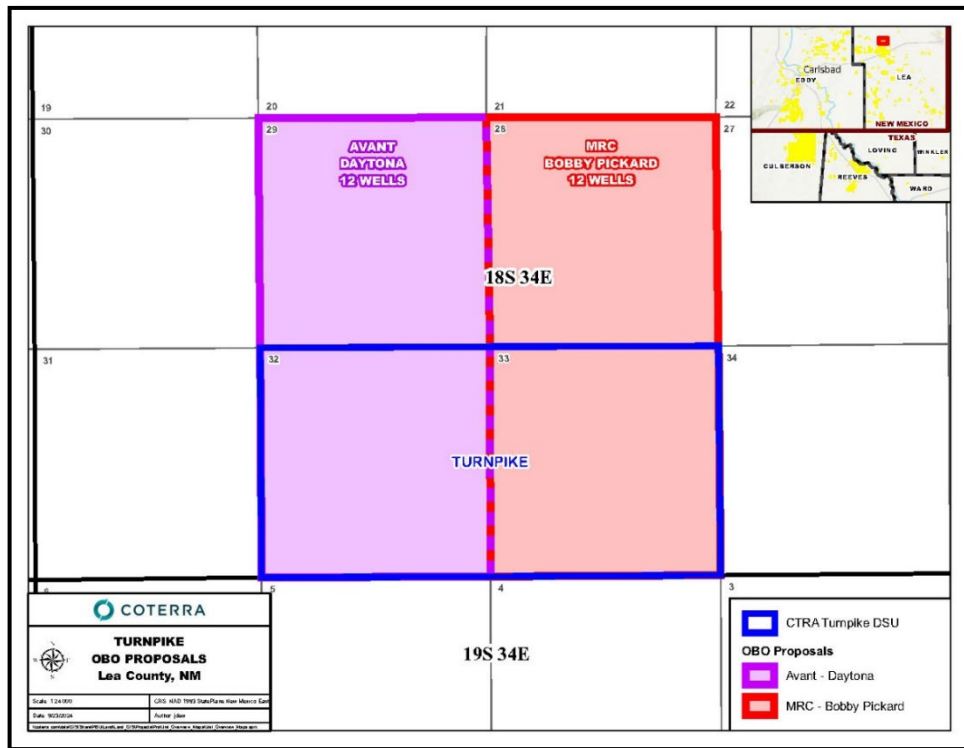 19
20
21
22
30
29
28
27
AVANT
DAYTONA
12 WELLS
MRC
BOBBY PICKARD
12 WELLS
18S 34E
31
32
33
34
TURNPIKE
5
4
3
19S 34E
Carlsbad
EDDY
LEA
NEW MEXICO
TEXAS
CULBERSON
LOVING
WINKLER
REEVES
WARD
COTERRA
TURNPIKE
OBO PROPOSALS
Lea County, NM
CTRA Turnpike DSU
OBO Proposals
Avant - Daytona
MRC - Bobby Pickard